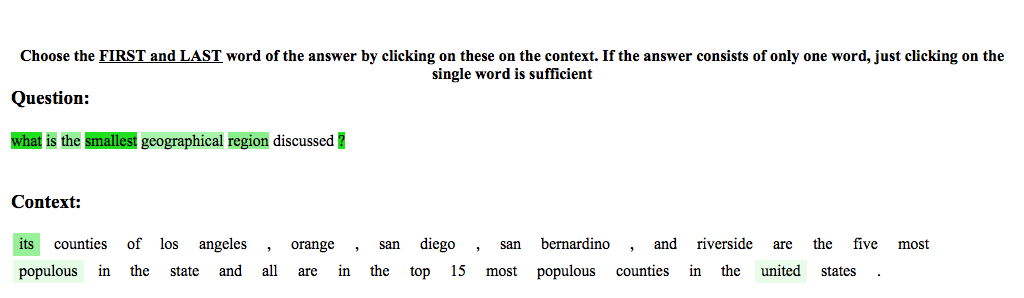 Choose the FIRST and LAST word of the answer by clicking on these on the context. If the answer consists of only one word, just clicking on the
single word is sufficient
Question:
what is the smallest geographical region discussed ?
Context:
its counties of los angeles , orange , san diego , san bernardino , and riverside are the five most
populous in the state and all are in the top 15 most populous counties in the united states .